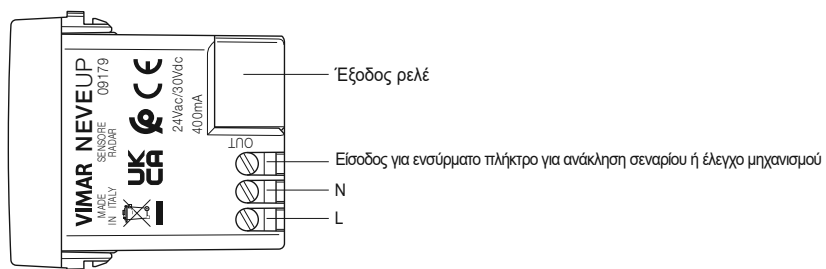 VIMAR NEVEUP
09179
MADE IN ITALY
SENSORE RADAR
UK CA
CE
24Vac/30Vdc
400mA
OUT
Έξοδος ρελέ
Είσοδος για ενσύρματο πλήκτρο για ανάκληση σεναρίου ή έλεγχο μηχανισμού
N
L